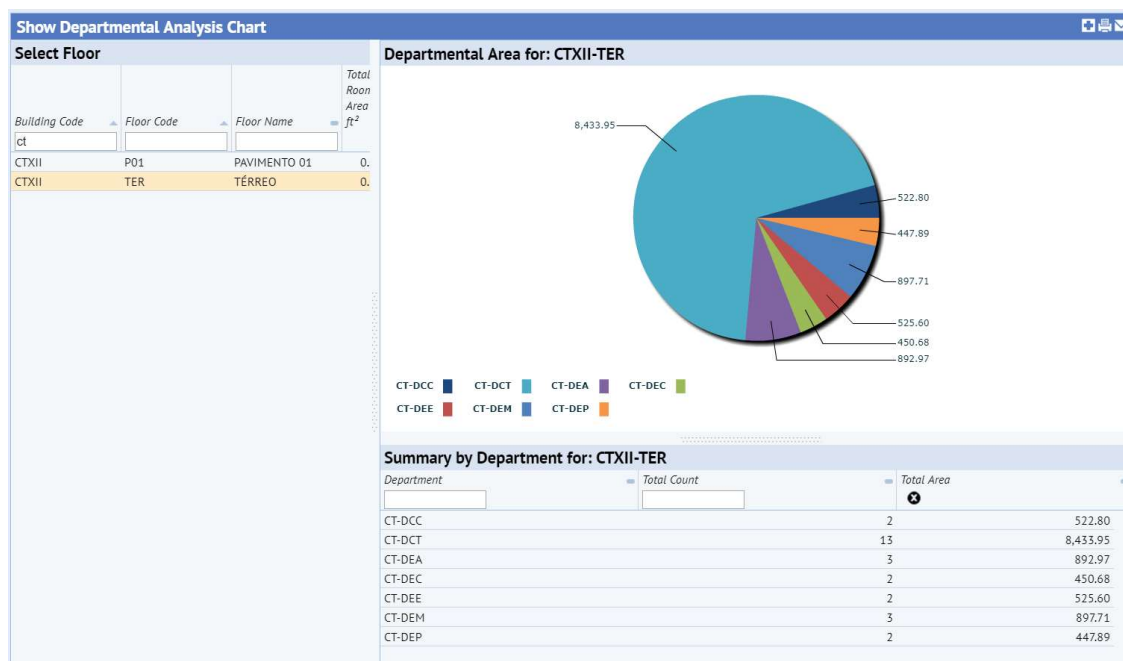 Show Departmental Analysis Chart
Select Floor
Building Code Floor Code Floor Name Total Room Area ft²
ct
CTXII P01 PAVIMENTO 01 0.
CTXII TER TÉRREO 0.
Departmental Area for: CTXII-TER
8,433.95
522.80
447.89
897.71
525.60
450.68
892.97
CT-DCC CT-DCT CT-DEA CT-DEC
CT-DEE CT-DEM CT-DEP
Summary by Department for: CTXII-TER
Department Total Count Total Area
CT-DCC 2 522.80
CT-DCT 13 8,433.95
CT-DEA 3 892.97
CT-DEC 2 450.68
CT-DEE 2 525.60
CT-DEM 3 897.71
CT-DEP 2 447.89